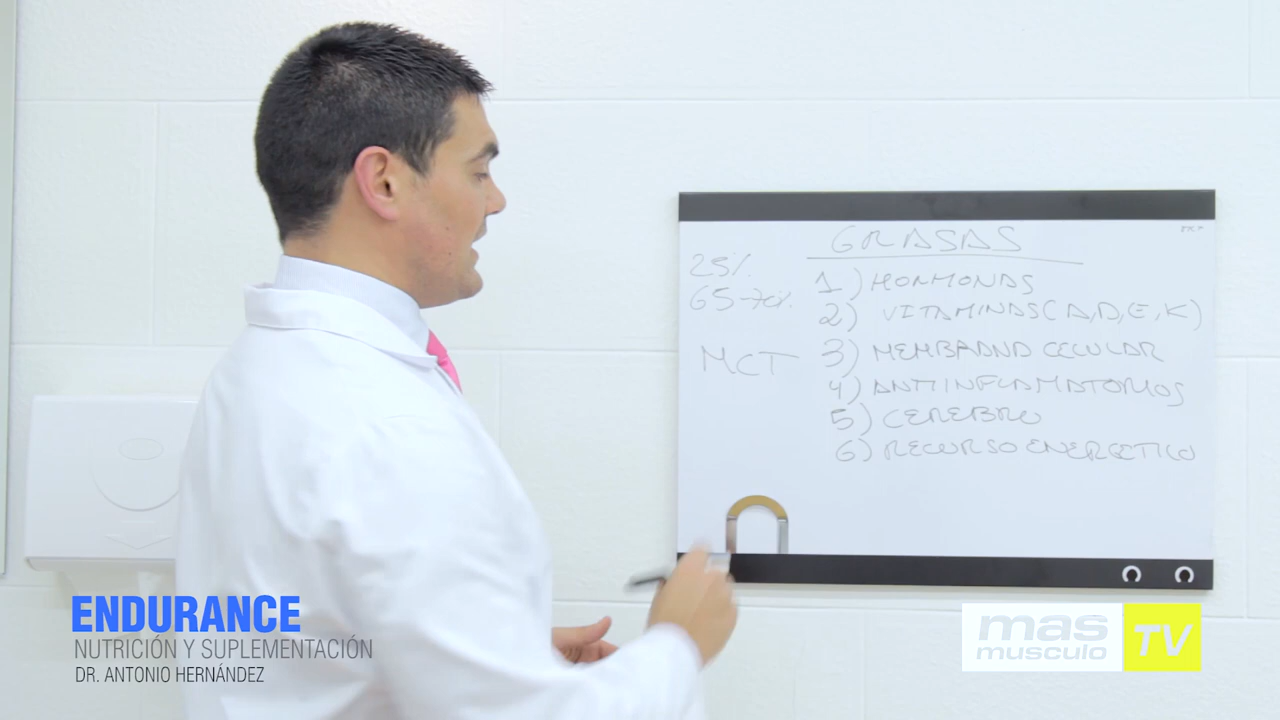 GRASAS
25%
65-70%
MCT
1) HORMONAS
2) VITAMINAS (A,D,E,K)
3) MEMBRANA CELULAR
4) ANTIINFLAMATORIOS
5) CEREBRO
6) RECURSO ENERGETICO
ENDURANCE
NUTRICIÓN Y SUPLEMENTACIÓN
DR. ANTONIO HERNÁNDEZ
mas
musculo
TV